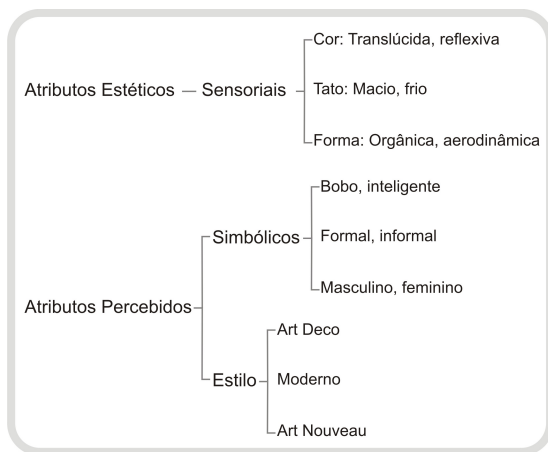 Cor: Translúcida, reflexiva
Atributos Estéticos
Sensoriais
Tato: Macio, frio
Forma: Orgânica, aerodinâmica
Bobo, inteligente
Simbólicos
Formal, informal
Masculino, feminino
Atributos Percebidos
Art Deco
Estilo
Moderno
Art Nouveau